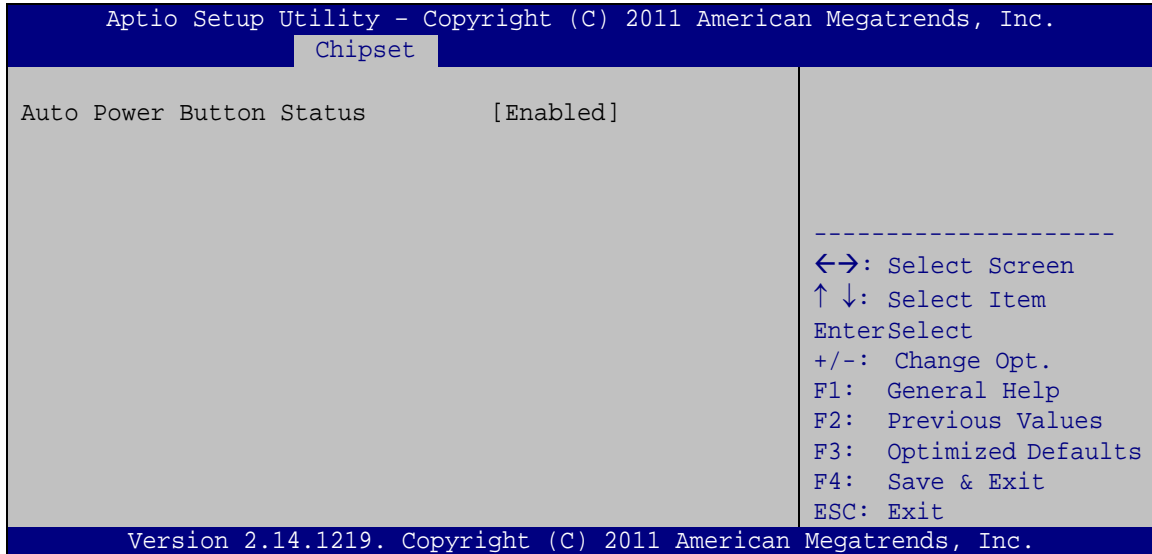 Aptio Setup Utility – Copyright (C) 2011 American Megatrends, Inc.
Chipset
Auto Power Button Status [Enabled]
---------------------
←→: Select Screen
↑ ↓: Select Item
EnterSelect
+/-: Change Opt.
F1: General Help
F2: Previous Values
F3: Optimized Defaults
F4: Save & Exit
ESC: Exit
Version 2.14.1219. Copyright (C) 2011 American Megatrends, Inc.